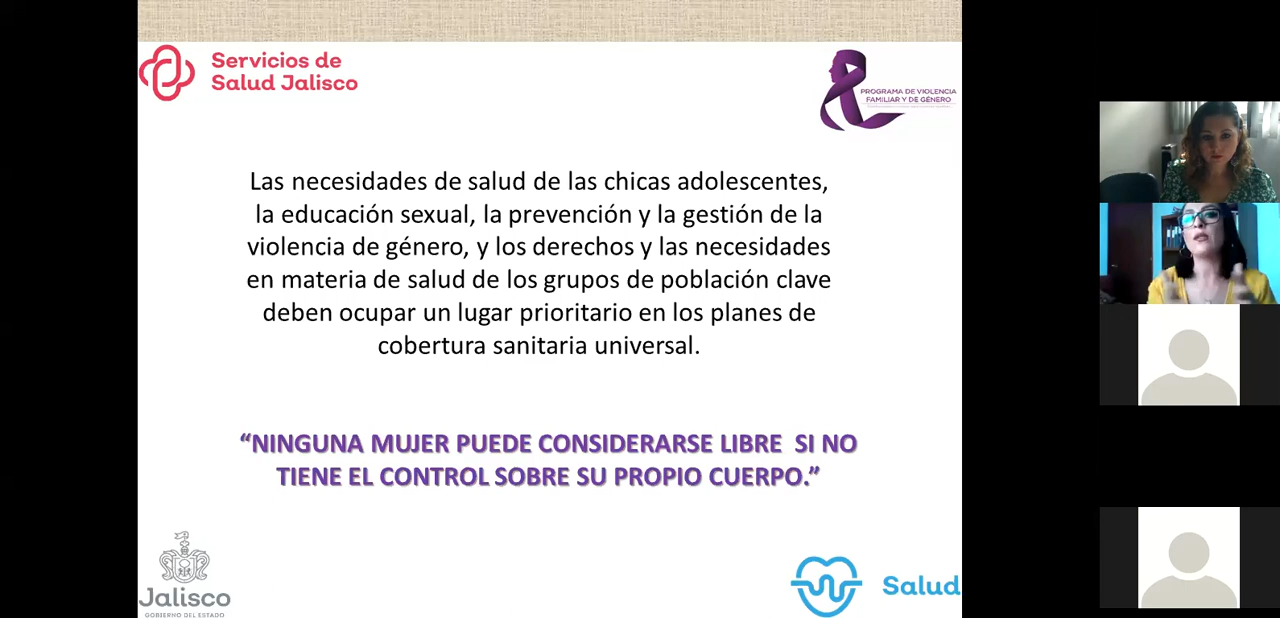 Servicios de
Salud Jalisco
PROGRAMA DE VIOLENCIA
FAMILIAR Y DE GÉNERO
Las necesidades de salud de las chicas adolescentes,
la educación sexual, la prevención y la gestión de la
violencia de género, y los derechos y las necesidades
en materia de salud de los grupos de población clave
deben ocupar un lugar prioritario en los planes de
cobertura sanitaria universal.
“NINGUNA MUJER PUEDE CONSIDERARSE LIBRE SI NO
TIENE EL CONTROL SOBRE SU PROPIO CUERPO.”
Jalisco
GOBIERNO DEL ESTADO
Salud